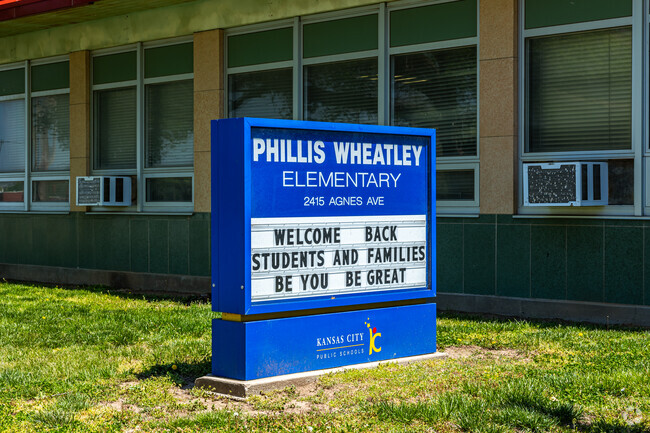 PHILLIS WHEATLEY
ELEMENTARY
2415 AGNES AVE
WELCOME BACK
STUDENTS AND FAMILIES
BE YOU BE GREAT
KANSAS CITY
PUBLIC SCHOOLS